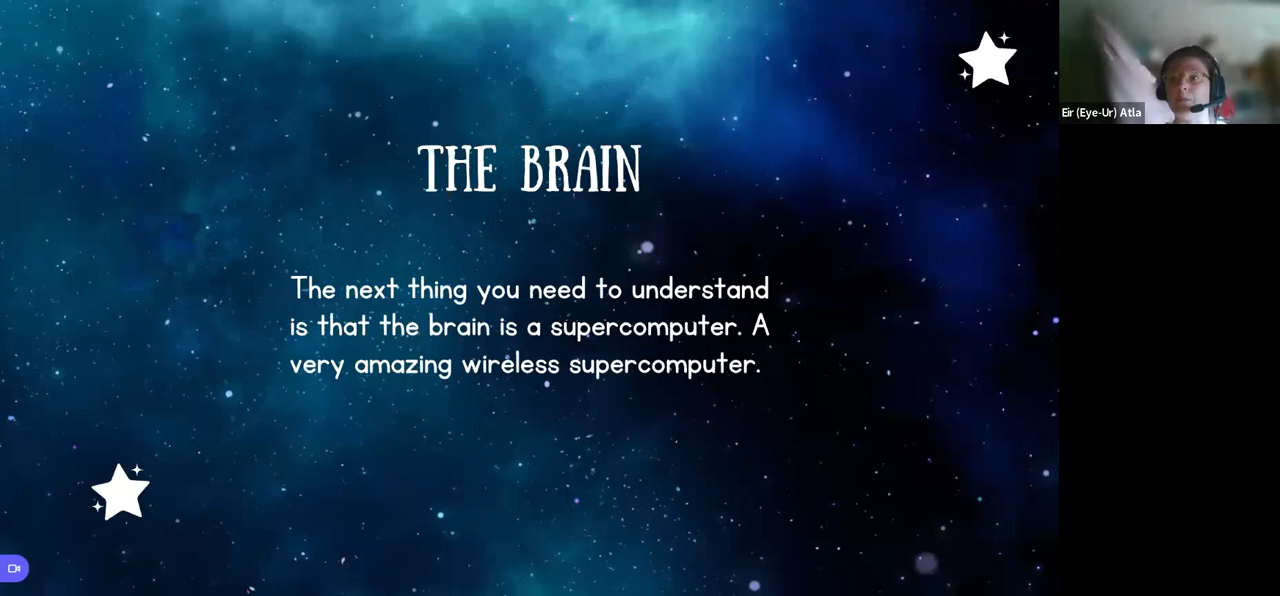 THE BRAIN
The next thing you need to understand
is that the brain is a supercomputer. A
very amazing wireless supercomputer.
Eir (Eye-Ur) Atla